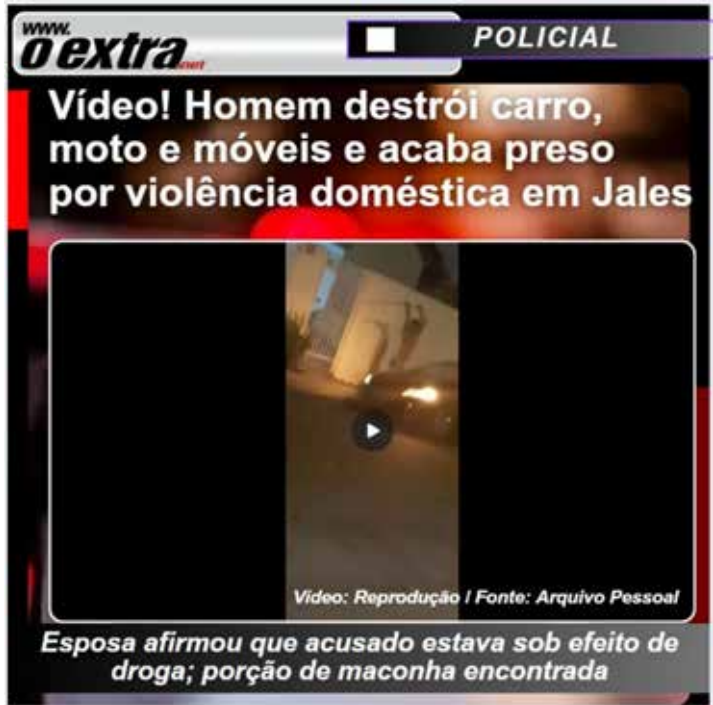 www.
o extra.net
POLICIAL
Vídeo! Homem destrói carro,
moto e móveis e acaba preso
por violência doméstica em Jales
Vídeo: Reprodução / Fonte: Arquivo Pessoal
Esposa afirmou que acusado estava sob efeito de
droga; porção de maconha encontrada